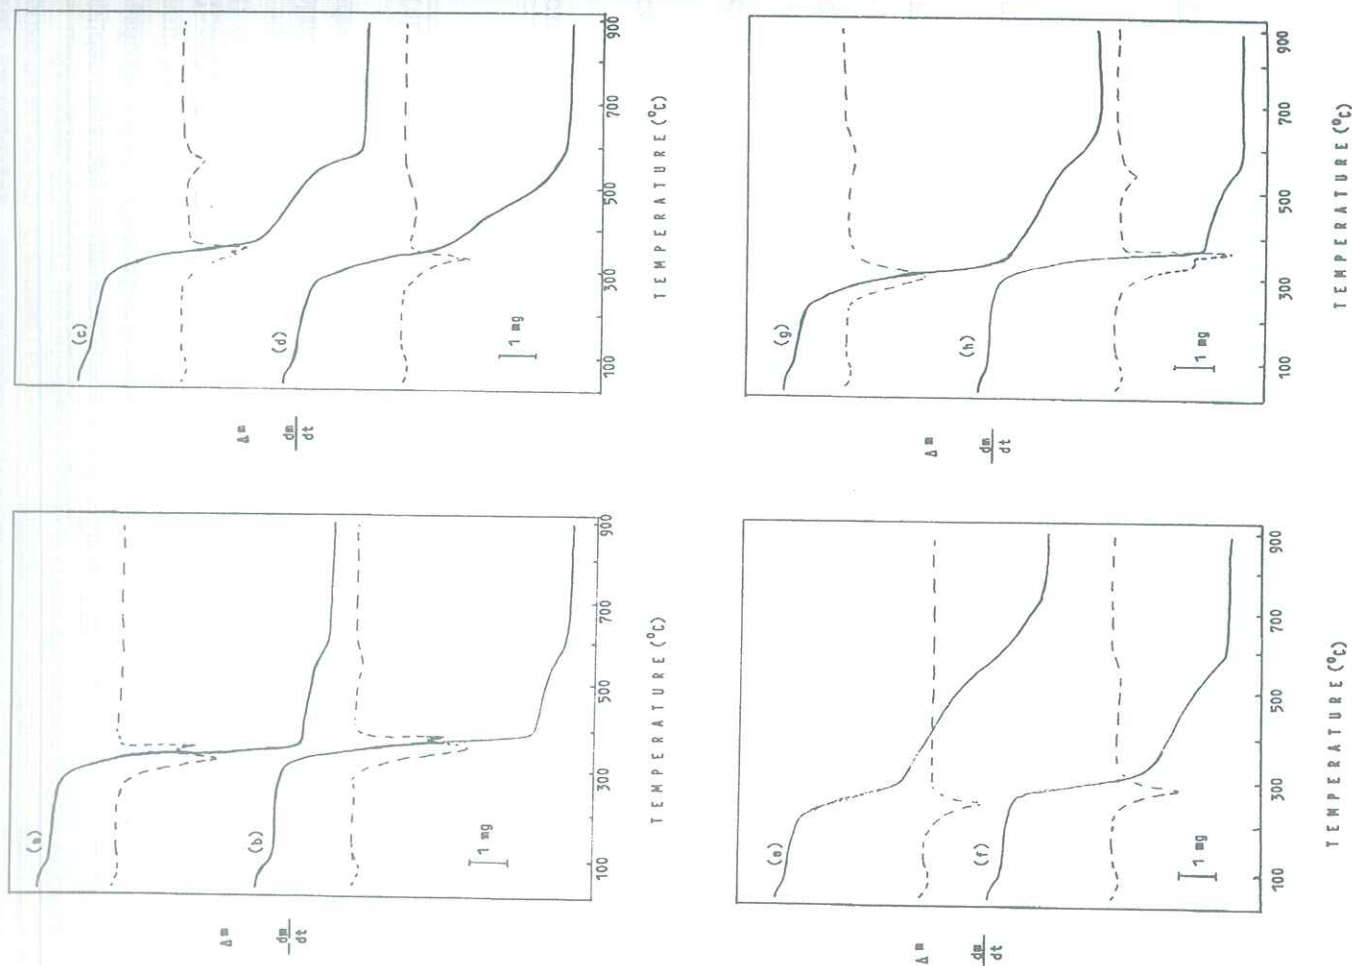 (c)
(d)
1 mg
100
300
500
700
900
TEMPERATURE (°C)
Δm
dm
dt
(g)
(h)
1 mg
100
300
500
700
900
TEMPERATURE (°C)
Δm
dm
dt
(a)
(b)
1 mg
100
300
500
700
900
TEMPERATURE (°C)
Δm
dm
dt
(e)
(f)
1 mg
100
300
500
700
900
TEMPERATURE (°C)
Δm
dm
dt